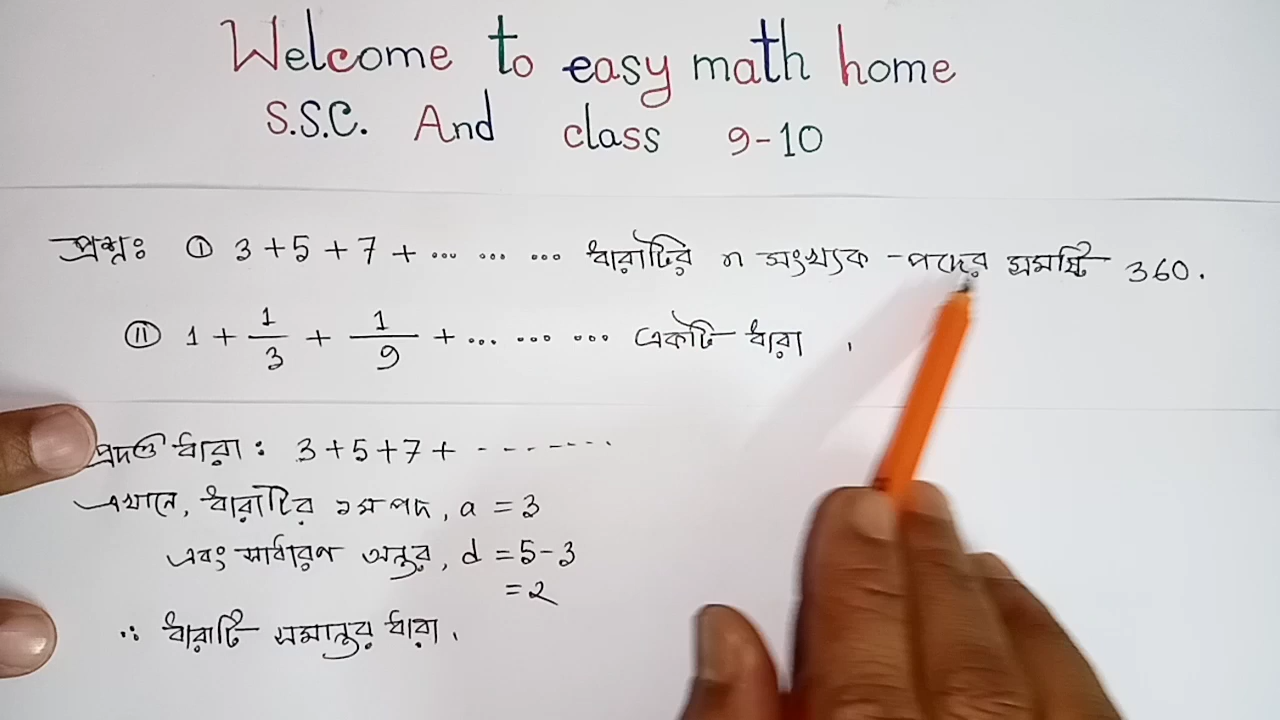 Welcome to easy math home
S.S.C. And class 9-10
প্রশ্নঃ ① 3+5+7+ ... ... ... ধারাটির n সংখ্যক পদের সমষ্টি 360.
② 1 + 1/3 + 1/9 + ... ... ... একটি ধারা .
প্রদত্ত ধারা : 3+5+7+ --------
এখানে, ধারাটির ১ম পদ, a = 3
এবং সাধারণ অন্তর, d = 5-3
= 2
∴ ধারাটি সমান্তর ধারা .